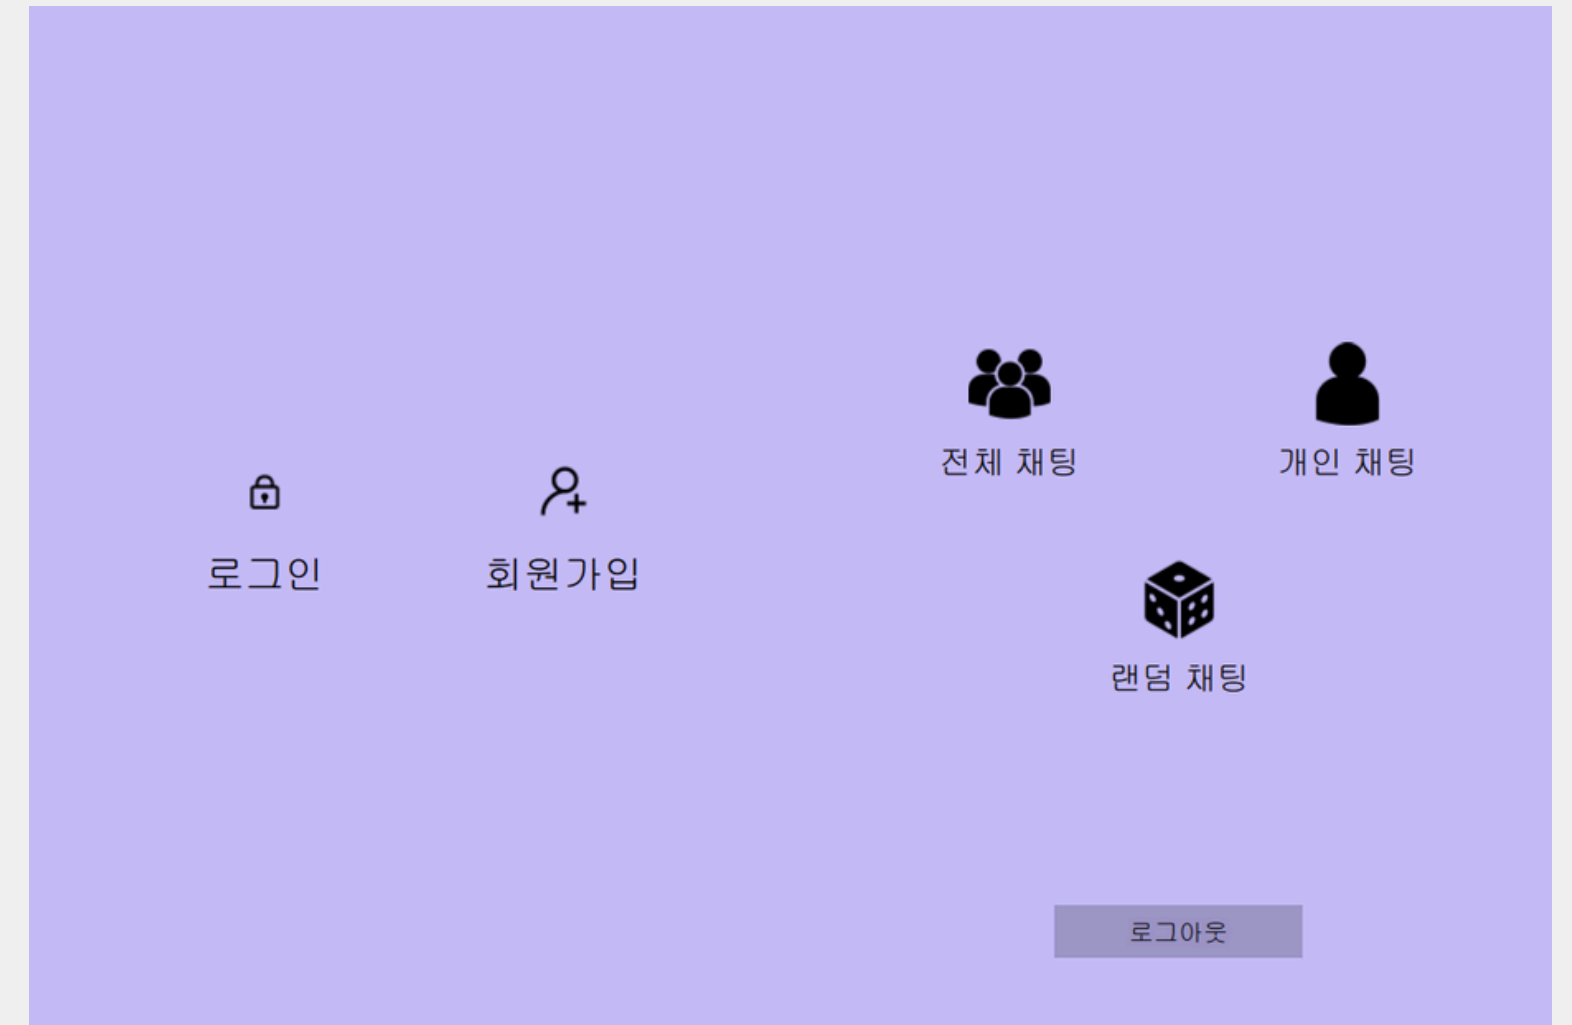 로그인
회원가입
전체 채팅
개인 채팅
랜덤 채팅
로그아웃